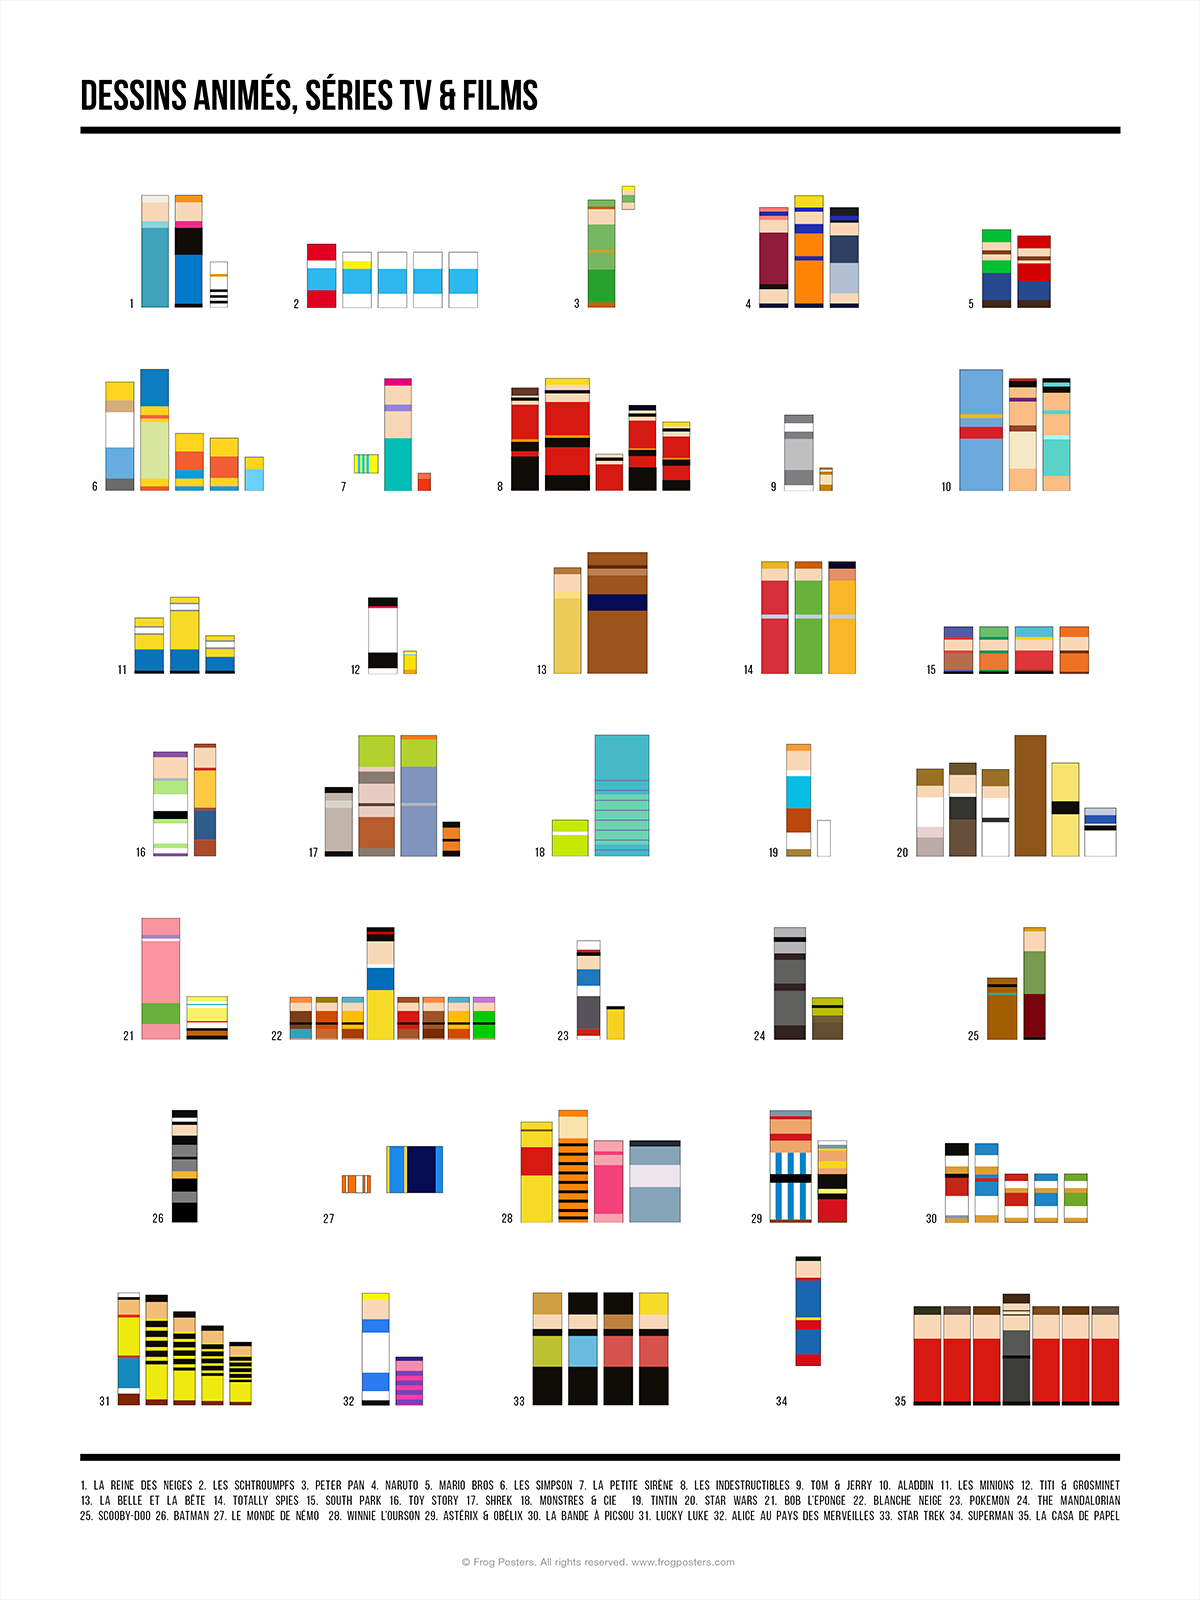 DESSINS ANIMÉS, SÉRIES TV & FILMS
1 2 3 4 5
6 7 8 9 10
11 12 13 14 15
16 17 18 19 20
21 22 23 24 25
26 27 28 29 30
31 32 33 34 35
1. LA REINE DES NEIGES 2. LES SCHTROUMPFS 3. PETER PAN 4. NARUTO 5. MARIO BROS 6. LES SIMPSON 7. LA PETITE SIRÈNE 8. LES INDESTRUCTIBLES 9. TOM & JERRY 10. ALADDIN 11. LES MINIONS 12. TITI & GROSMINET
13. LA BELLE ET LA BÊTE 14. TOTALLY SPIES 15. SOUTH PARK 16. TOY STORY 17. SHREK 18. MONSTRES & CIE 19. TINTIN 20. STAR WARS 21. BOB L'EPONGE 22. BLANCHE NEIGE 23. POKEMON 24. THE MANDALORIAN
25. SCOOBY-DOO 26. BATMAN 27. LE MONDE DE NÉMO 28. WINNIE L'OURSON 29. ASTÉRIX & OBÉLIX 30. LA BANDE À PICSOU 31. LUCKY LUKE 32. ALICE AU PAYS DES MERVEILLES 33. STAR TREK 34. SUPERMAN 35. LA CASA DE PAPEL
© Frog Posters. All rights reserved. www.frogposters.com